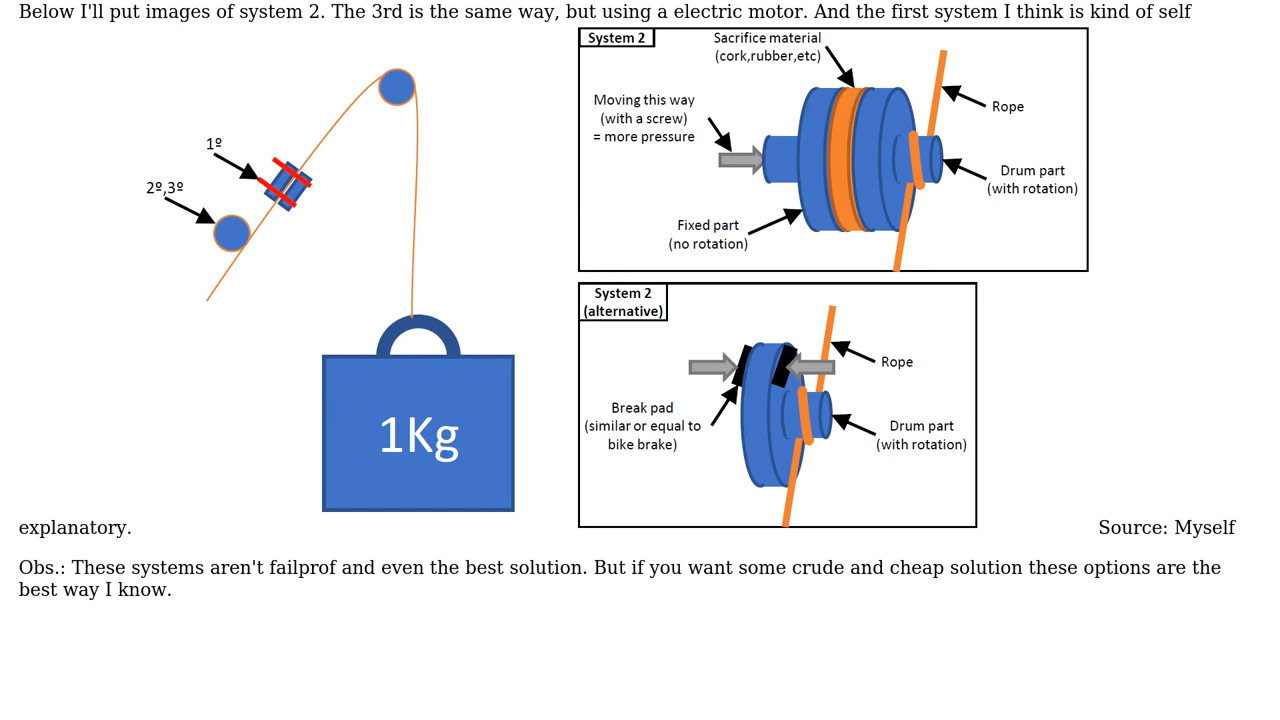 Below I'll put images of system 2. The 3rd is the same way, but using a electric motor. And the first system I think is kind of self
1º
2º,3º
1Kg
System 2
Sacrifice material
(cork,rubber,etc)
Moving this way
(with a screw)
= more pressure
Rope
Drum part
(with rotation)
Fixed part
(no rotation)
System 2
(alternative)
Rope
Break pad
(similar or equal to
bike brake)
Drum part
(with rotation)
explanatory.
Source: Myself
Obs.: These systems aren't failprof and even the best solution. But if you want some crude and cheap solution these options are the
best way I know.